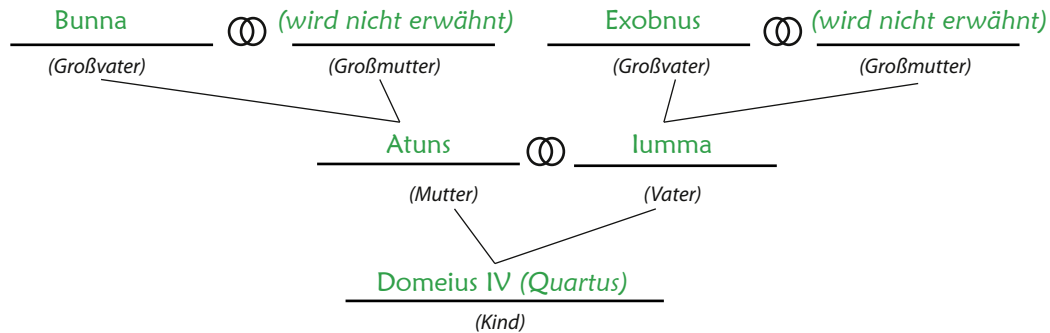 Bunna (wird nicht erwähnt) Exobnus (wird nicht erwähnt)
(Großvater) (Großmutter) (Großvater) (Großmutter)
Atuns Iumma
(Mutter) (Vater)
Domeius IV (Quartus)
(Kind)